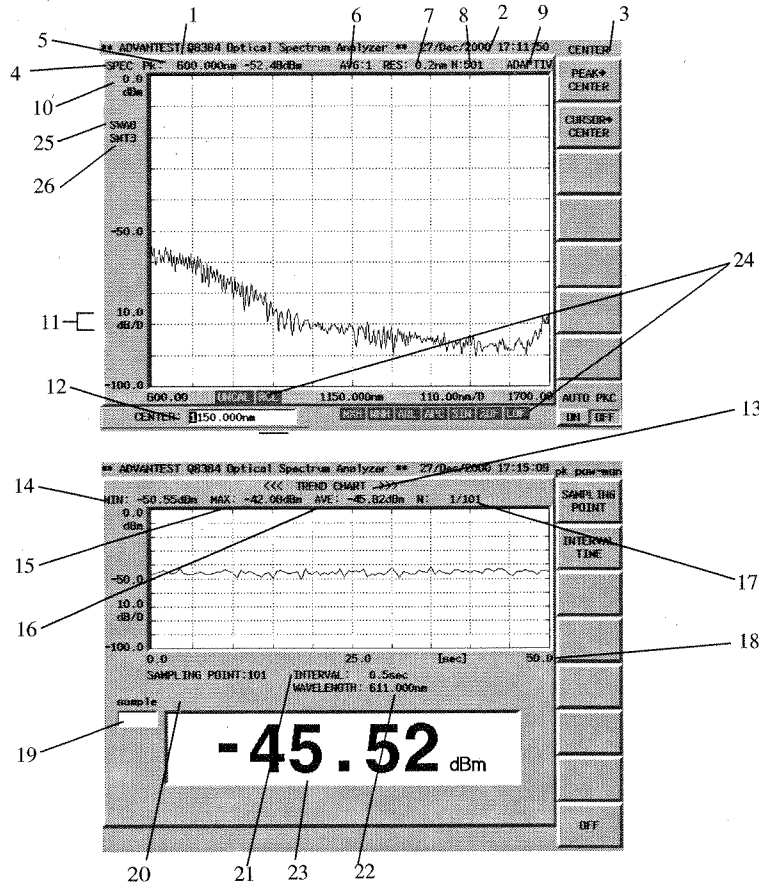 1
6
7
8
2
9
3
5
** ADVANTEST Q8384 Optical Spectrum Analyzer ** 27/Dec/2000 17:11:50 CENTER
4
SPEC PK: 600.000nm -52.48dBm AVG:1 RES: 0.2nm N:501 ADAPTIV
10
0.0
dBm
PEAK→
CENTER
CURSOR→
CENTER
25
SWA0
SWT3
26
-50.0
24
11
10.0
dB/D
-100.0
600.00 UNCAL 1150.000nm 110.00nm/D 1700.00
AUTO PKC
ON OFF
12
CENTER: 1150.000nm
13
** ADVANTEST Q8384 Optical Spectrum Analyzer ** 27/Dec/2000 17:15:09 pk pow-mon
<<< TREND CHART >>>
14
MIN: -50.55dBm MAX: -42.08dBm AVE: -45.82dBm N: 1/101
SAMPLING
POINT
0.0
dBm
INTERVAL
TIME
15
-50.0
17
16
10.0
dB/D
-100.0
18
0.0 25.0 [sec] 50.0
SAMPLING POINT:101 INTERVAL: 0.5sec
WAVELENGTH: 611.000nm
sample
19
-45.52 dBm
OFF
20
21
23
22